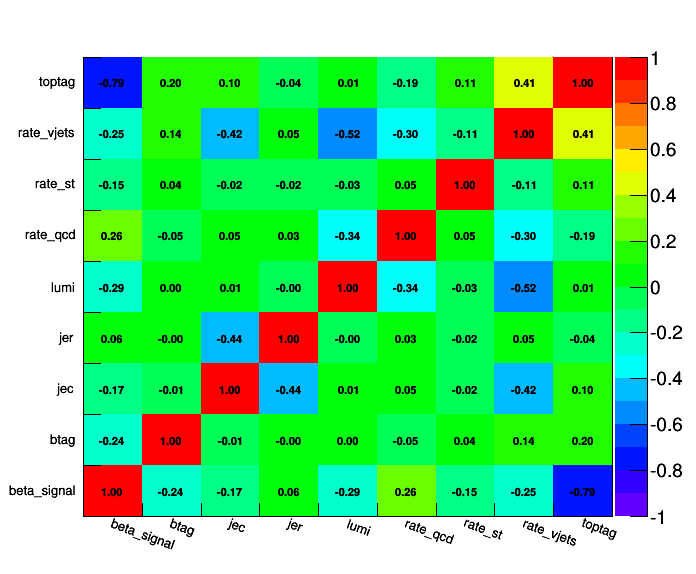 toptag -0.79 0.20 0.10 -0.04 0.01 -0.19 0.11 0.41 1.00
rate_vjets -0.25 0.14 -0.42 0.05 -0.52 -0.30 -0.11 1.00 0.41
rate_st -0.15 0.04 -0.02 -0.02 -0.03 0.05 1.00 -0.11 0.11
rate_qcd 0.26 -0.05 0.05 0.03 -0.34 1.00 0.05 -0.30 -0.19
lumi -0.29 0.00 0.01 -0.00 1.00 -0.34 -0.03 -0.52 0.01
jer 0.06 -0.00 -0.44 1.00 -0.00 0.03 -0.02 0.05 -0.04
jec -0.17 -0.01 1.00 -0.44 0.01 0.05 -0.02 -0.42 0.10
btag -0.24 1.00 -0.01 -0.00 0.00 -0.05 0.04 0.14 0.20
beta_signal 1.00 -0.24 -0.17 0.06 -0.29 0.26 -0.15 -0.25 -0.79
beta_signal btag jec jer lumi rate_qcd rate_st rate_vjets toptag
1
0.8
0.6
0.4
0.2
0
-0.2
-0.4
-0.6
-0.8
-1